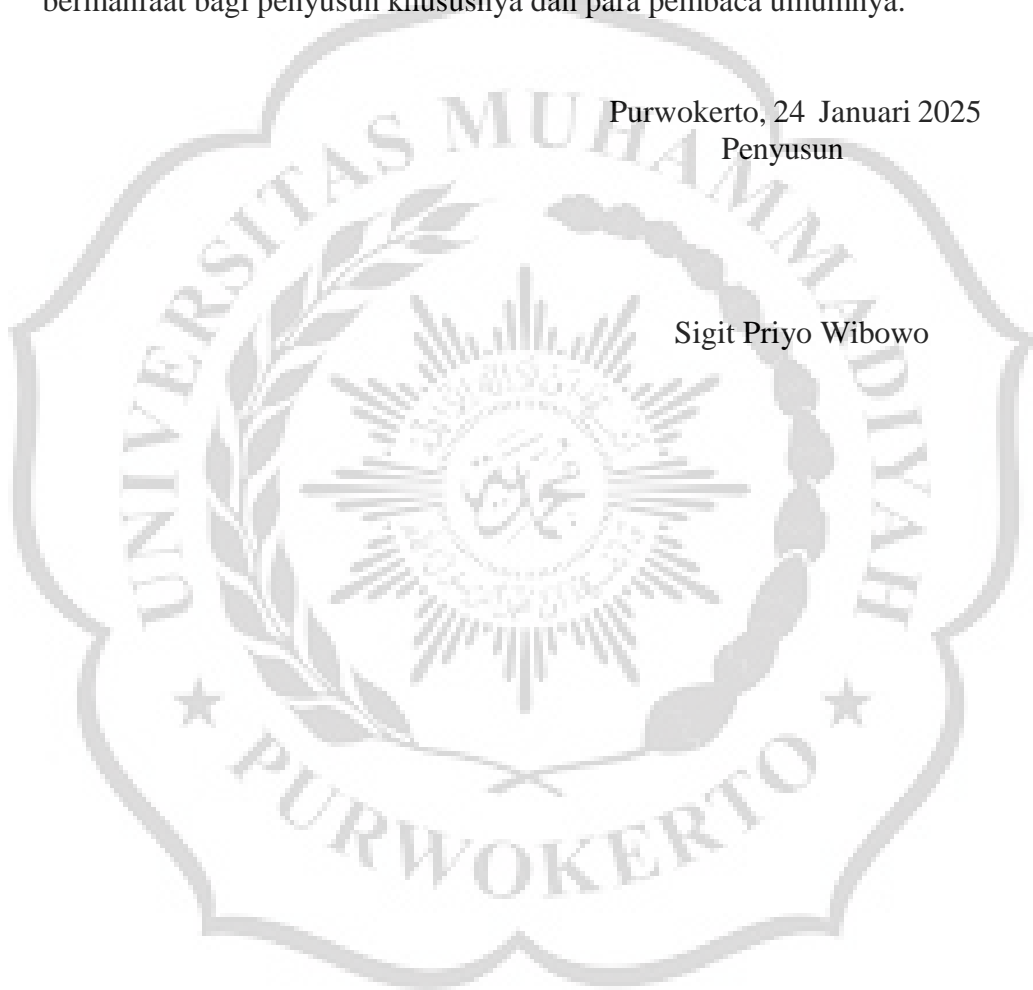 bermanfaat bagi penyusun khususnya dan para pembaca umumnya.
Purwokerto, 24 Januari 2025
Penyusun
Sigit Priyo Wibowo
UNIVERSITAS MUHAMMADIYAH
★ PURWOKERTO ★
محمدية